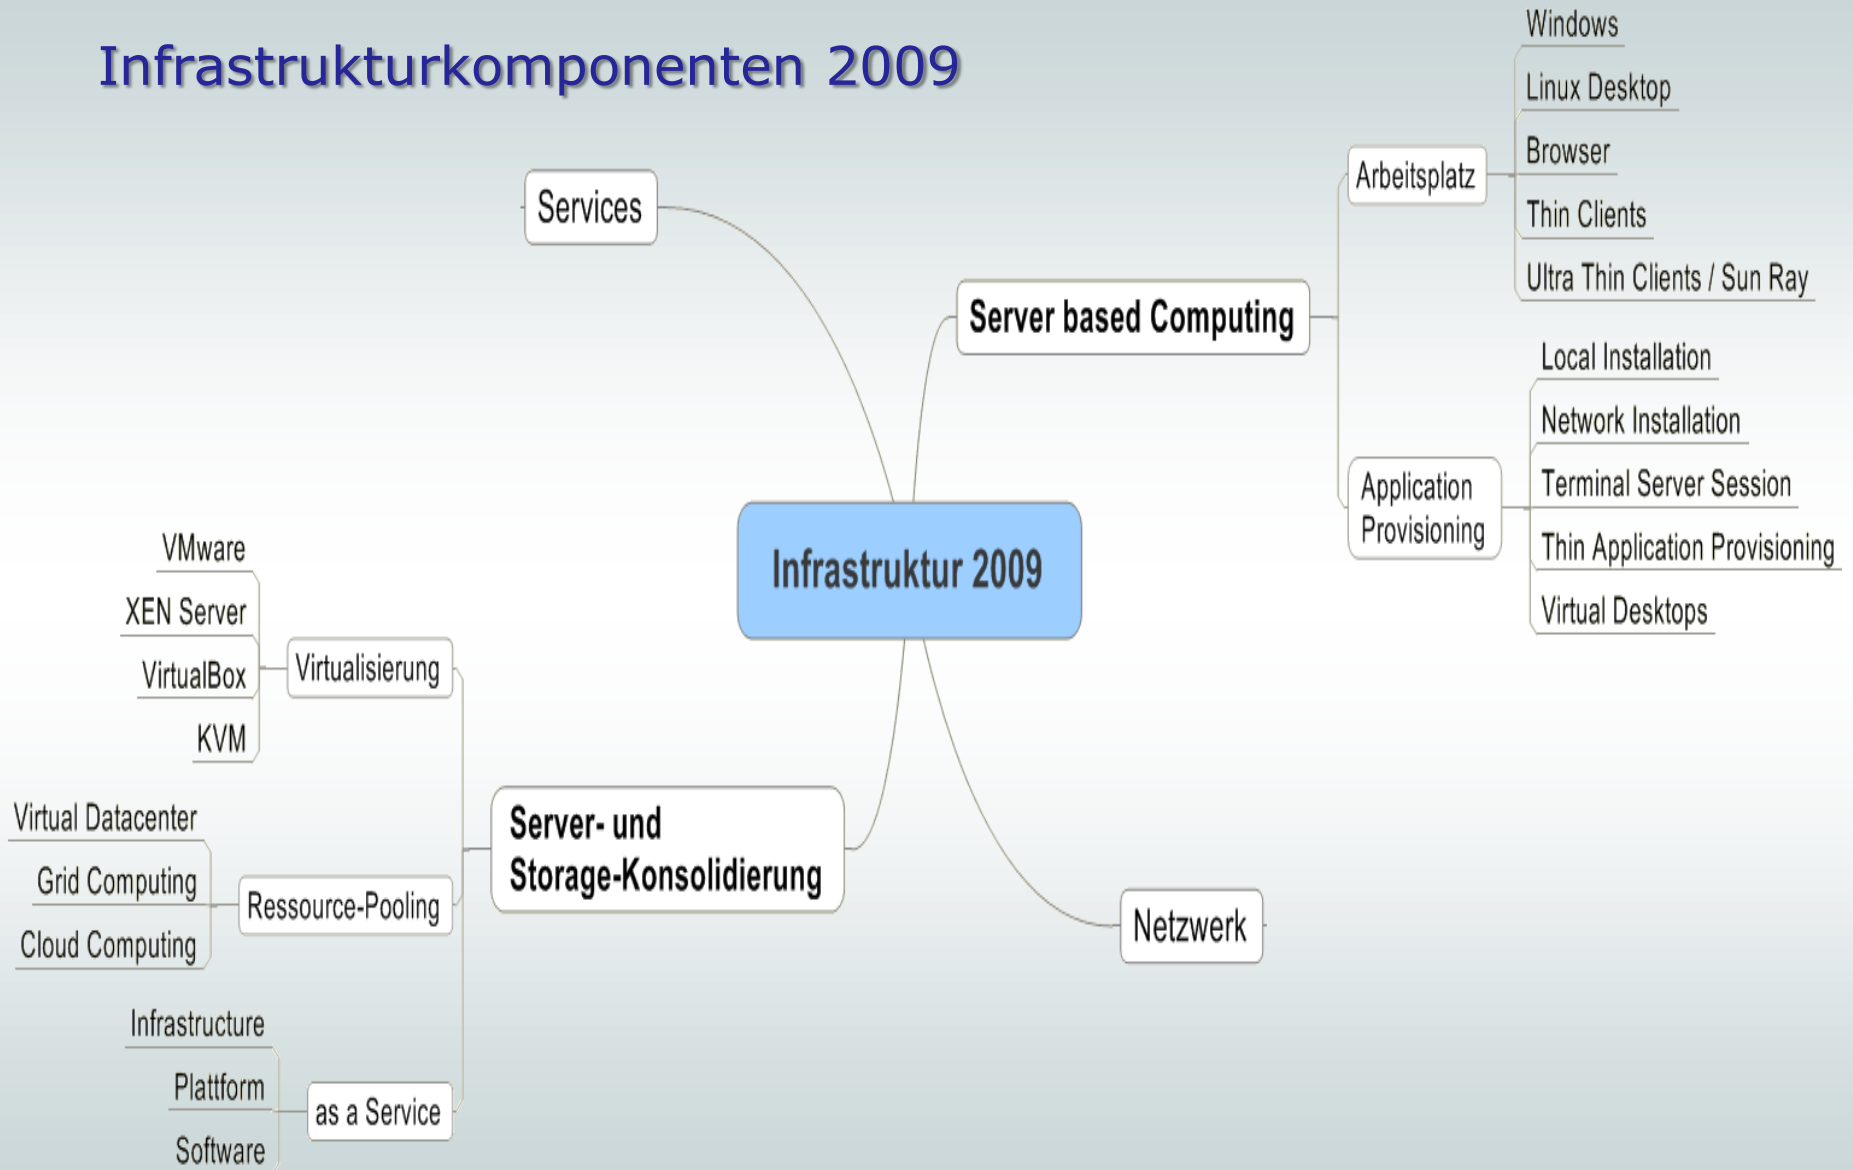 Infrastrukturkomponenten 2009
Services
Server based Computing
Arbeitsplatz
Windows
Linux Desktop
Browser
Thin Clients
Ultra Thin Clients / Sun Ray
Application
Provisioning
Local Installation
Network Installation
Terminal Server Session
Thin Application Provisioning
Virtual Desktops
Infrastruktur 2009
Server- und
Storage-Konsolidierung
Virtualisierung
VMware
XEN Server
VirtualBox
KVM
Ressource-Pooling
Virtual Datacenter
Grid Computing
Cloud Computing
as a Service
Infrastructure
Plattform
Software
Netzwerk